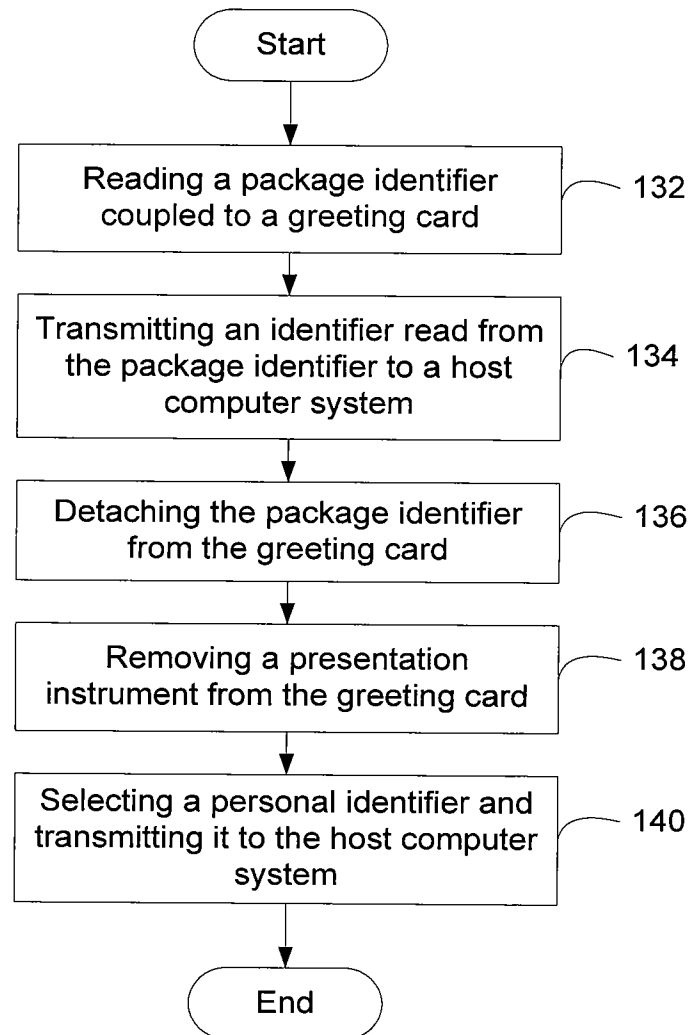 Start
Reading a package identifier
coupled to a greeting card
132
Transmitting an identifier read from
the package identifier to a host
computer system
134
Detaching the package identifier
from the greeting card
136
Removing a presentation
instrument from the greeting card
138
Selecting a personal identifier and
transmitting it to the host computer
system
140
End